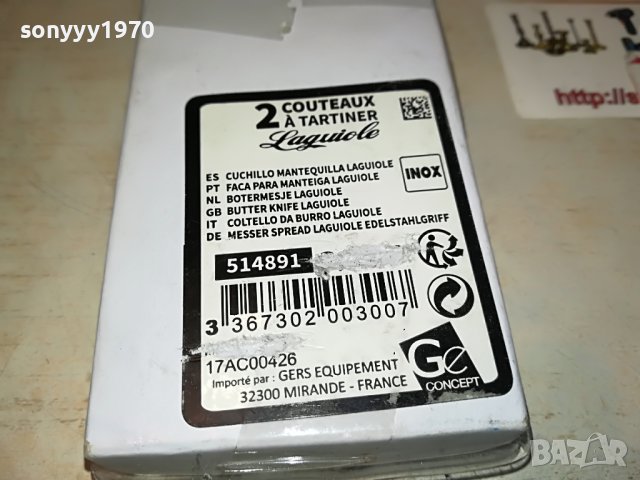 sonyyy1970
2 COUTEAUX
À TARTINER
Laguiole
ES CUCHILLO MANTEQUILLA LAGUIOLE
PT FACA PARA MANTEIGA LAGUIOLE
NL BOTERMESJE LAGUIOLE
GB BUTTER KNIFE LAGUIOLE
IT COLTELLO DA BURRO LAGUIOLE
DE MESSER SPREAD LAGUIOLE EDELSTAHLGRIFF
INOX
514891
3 367302 003007
17AC00426
Importé par : GERS EQUIPEMENT
32300 MIRANDE - FRANCE
Ge
CONCEPT
http://s
BAZAR